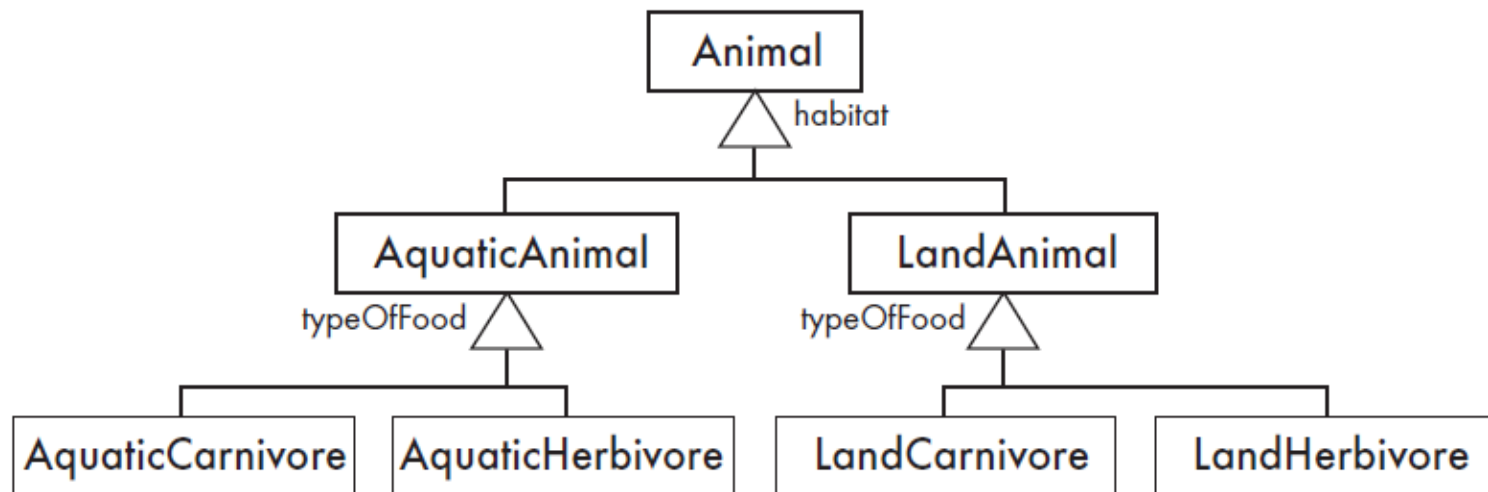 Animal
habitat
AquaticAnimal
LandAnimal
typeOfFood
typeOfFood
AquaticCarnivore
AquaticHerbivore
LandCarnivore
LandHerbivore